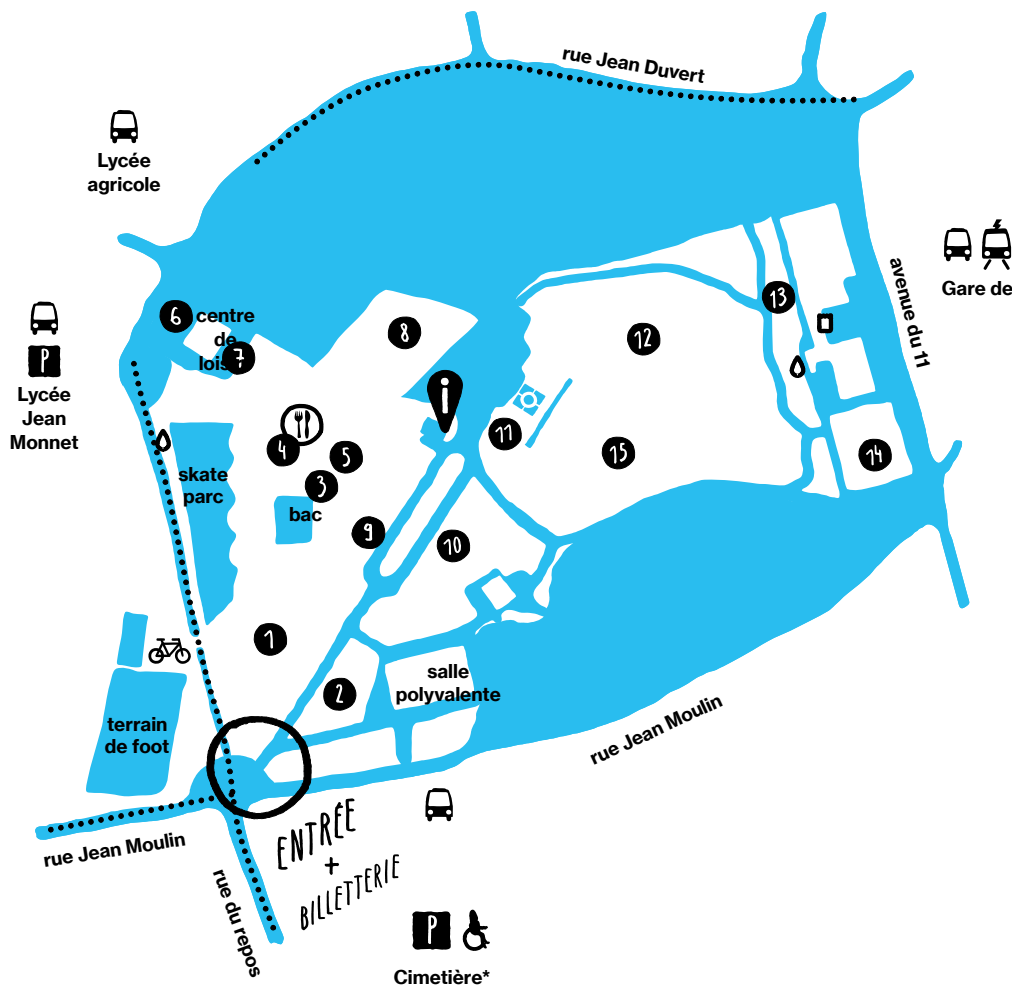 rue Jean Duvert
Lycée
agricole
avenue du 11
Gare de
13
6
centre
de
7
8
12
i
P
Lycée
Jean
Monnet
11
4
5
15
14
skate
parc
3
bac
9
10
1
2
salle
polyvalente
terrain
de foot
rue Jean Moulin
rue Jean Moulin
ENTRÉE
+
BILLETTERIE
rue du repos
P
Cimetière*